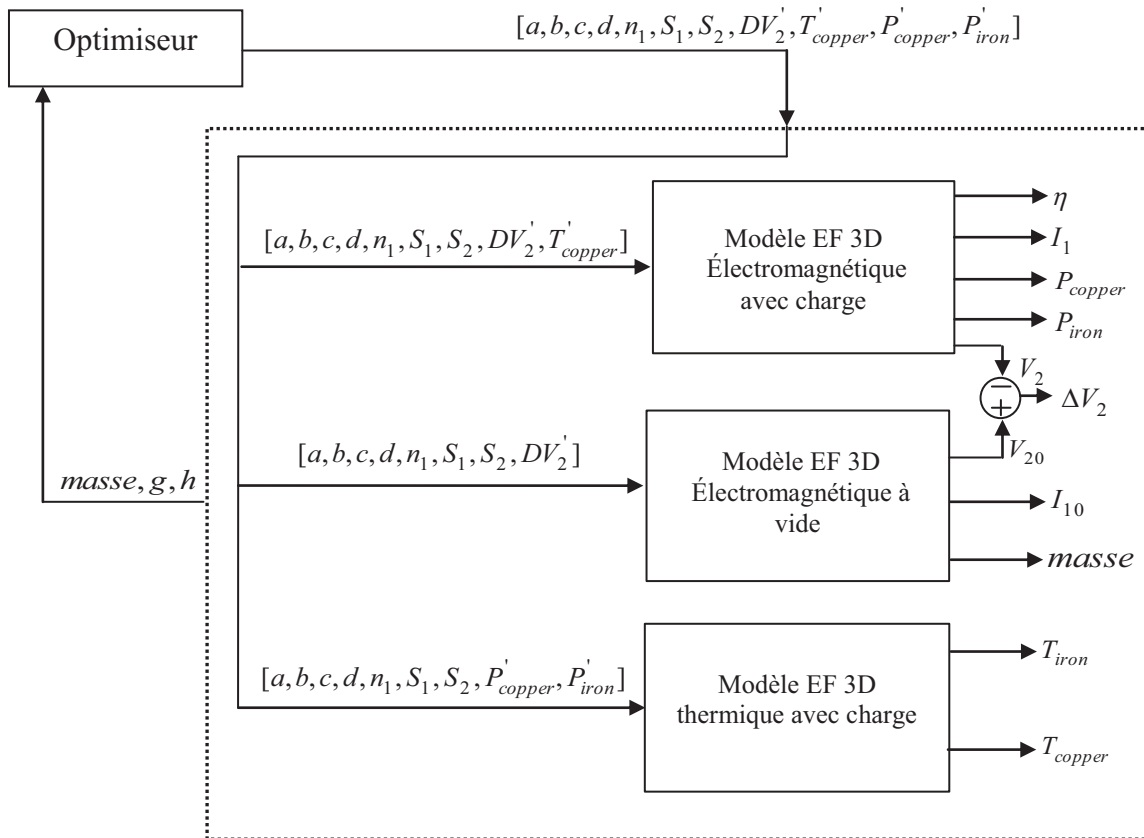 Optimiseur
[a,b,c,d,n₁,S₁,S₂,DV₂',T'copper,P'copper,P'iron]
[a,b,c,d,n₁,S₁,S₂,DV₂',T'copper]
Modèle EF 3D
Électromagnétique
avec charge
η
I₁
Pcopper
Piron
V₂
−
+
ΔV₂
[a,b,c,d,n₁,S₁,S₂,DV₂']
Modèle EF 3D
Électromagnétique à
vide
V₂₀
I₁₀
masse
masse, g, h
[a,b,c,d,n₁,S₁,S₂,P'copper,P'iron]
Modèle EF 3D
thermique avec charge
Tiron
Tcopper